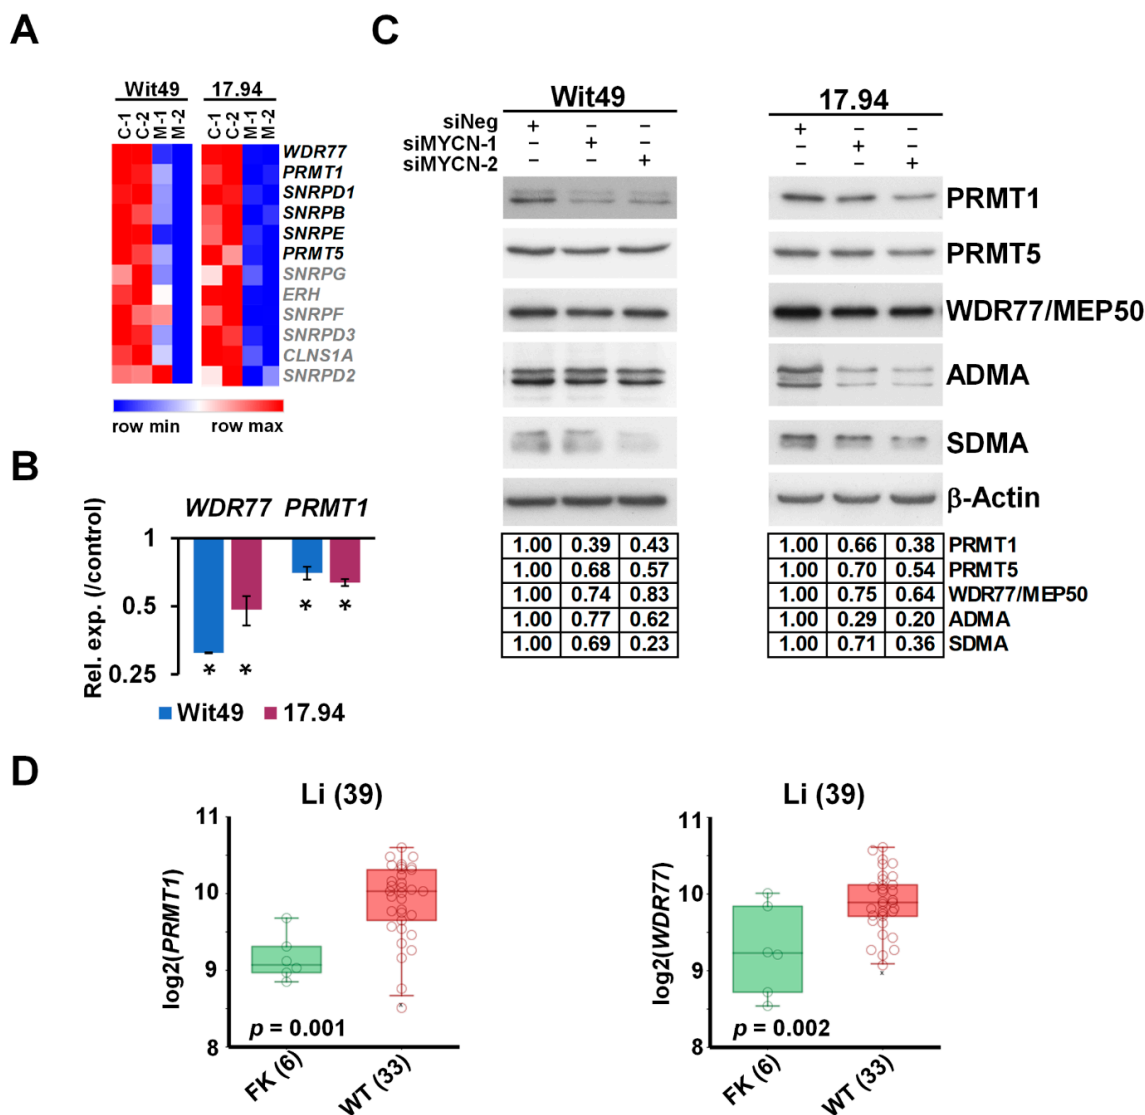 A
Wit49 17.94
C-1 C-2 M-1 M-2 C-1 C-2 M-1 M-2
WDR77
PRMT1
SNRPD1
SNRPB
SNRPE
PRMT5
SNRPG
ERH
SNRPF
SNRPD3
CLNS1A
SNRPD2
row min row max
B
WDR77 PRMT1
1
0.5
0.25
Rel. exp. (/control)
* * * *
Wit49 17.94
C
Wit49 17.94
siNeg + – – + – –
siMYCN-1 – + – – + –
siMYCN-2 – – + – – +
PRMT1
PRMT5
WDR77/MEP50
ADMA
SDMA
β-Actin
1.00 0.39 0.43 1.00 0.66 0.38 PRMT1
1.00 0.68 0.57 1.00 0.70 0.54 PRMT5
1.00 0.74 0.83 1.00 0.75 0.64 WDR77/MEP50
1.00 0.77 0.62 1.00 0.29 0.20 ADMA
1.00 0.69 0.23 1.00 0.71 0.36 SDMA
D
Li (39)
11
10
9
8
log2(PRMT1)
p = 0.001
FK (6) WT (33)
Li (39)
11
10
9
8
log2(WDR77)
p = 0.002
FK (6) WT (33)